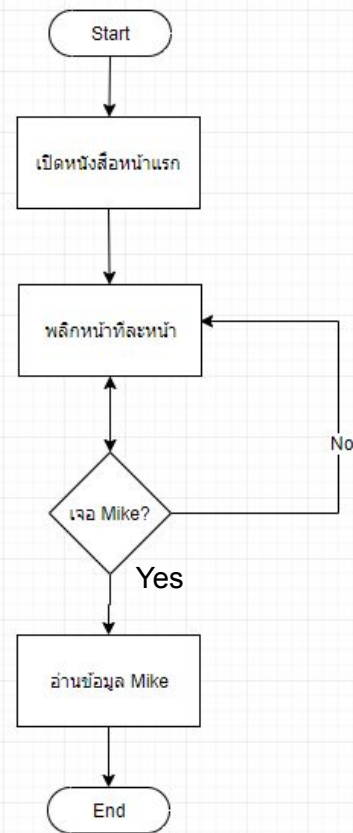 Start
เปิดหนังสือหน้าแรก
พลิกหน้าทีละหน้า
No
เจอ Mike?
Yes
อ่านข้อมูล Mike
End